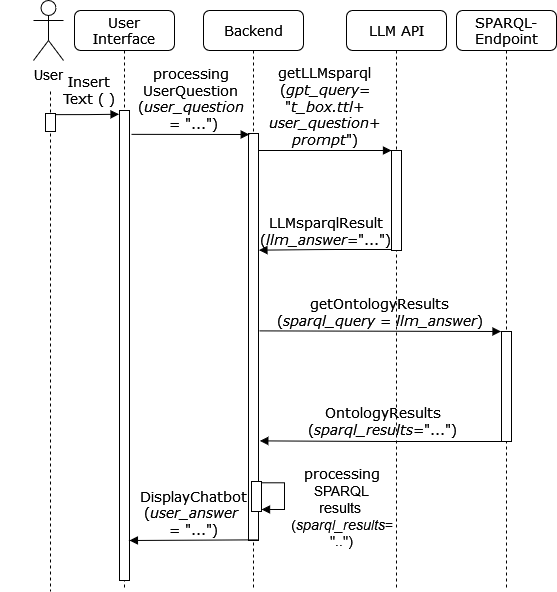 User
Interface
Backend
LLM API
SPARQL-
Endpoint
User
Insert
Text ( )
processing
UserQuestion
(user_question
= "...")
getLLMsparql
(gpt_query=
"t_box.ttl+
user_question+
prompt")
LLMsparqlResult
(llm_answer="...")
getOntologyResults
(sparql_query = llm_answer)
OntologyResults
(sparql_results="...")
processing
SPARQL
results
(sparql_results=
"..")
DisplayChatbot
(user_answer
= "...")